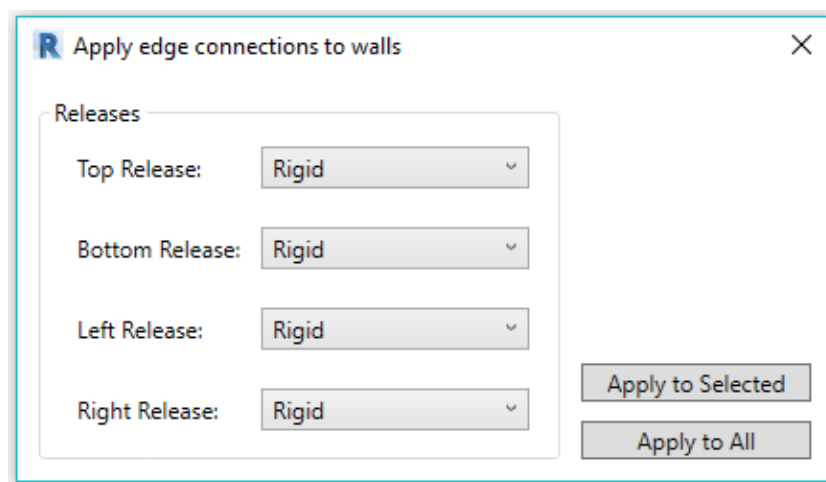 R Apply edge connections to walls
Releases
Top Release: Rigid
Bottom Release: Rigid
Left Release: Rigid
Right Release: Rigid
Apply to Selected
Apply to All